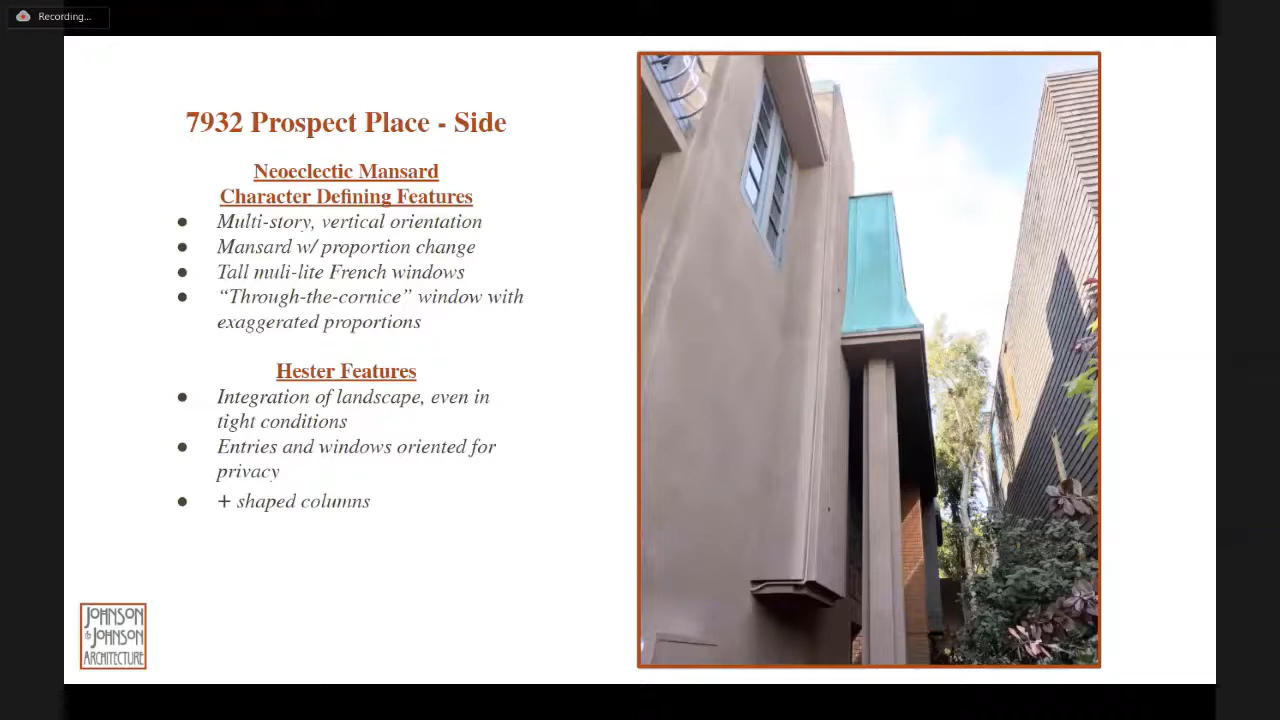 Recording...
7932 Prospect Place - Side
Neoeclectic Mansard
Character Defining Features
● Multi-story, vertical orientation
● Mansard w/ proportion change
● Tall muli-lite French windows
● “Through-the-cornice” window with
exaggerated proportions
Hester Features
● Integration of landscape, even in
tight conditions
● Entries and windows oriented for
privacy
● + shaped columns
JOHNSON
& JOHNSON
ARCHITECTURE